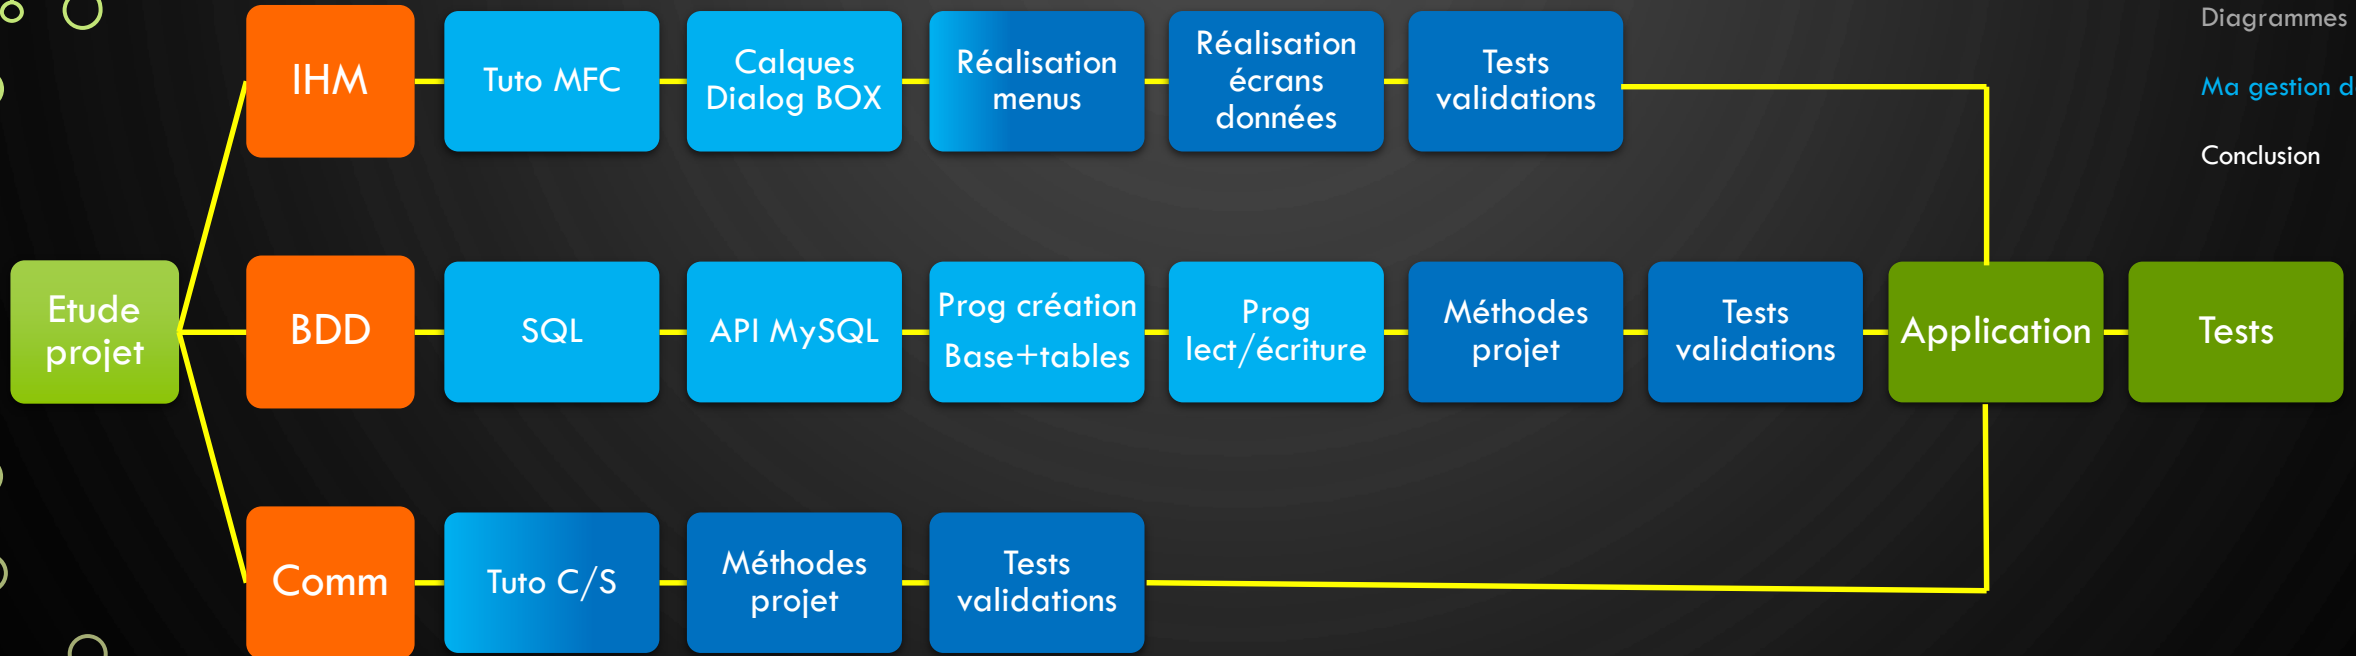 Diagrammes
Ma gestion d
Conclusion
IHM
Tuto MFC
Calques
Dialog BOX
Réalisation
menus
Réalisation
écrans
données
Tests
validations
Etude
projet
BDD
SQL
API MySQL
Prog création
Base+tables
Prog
lect/écriture
Méthodes
projet
Tests
validations
Application
Tests
Comm
Tuto C/S
Méthodes
projet
Tests
validations